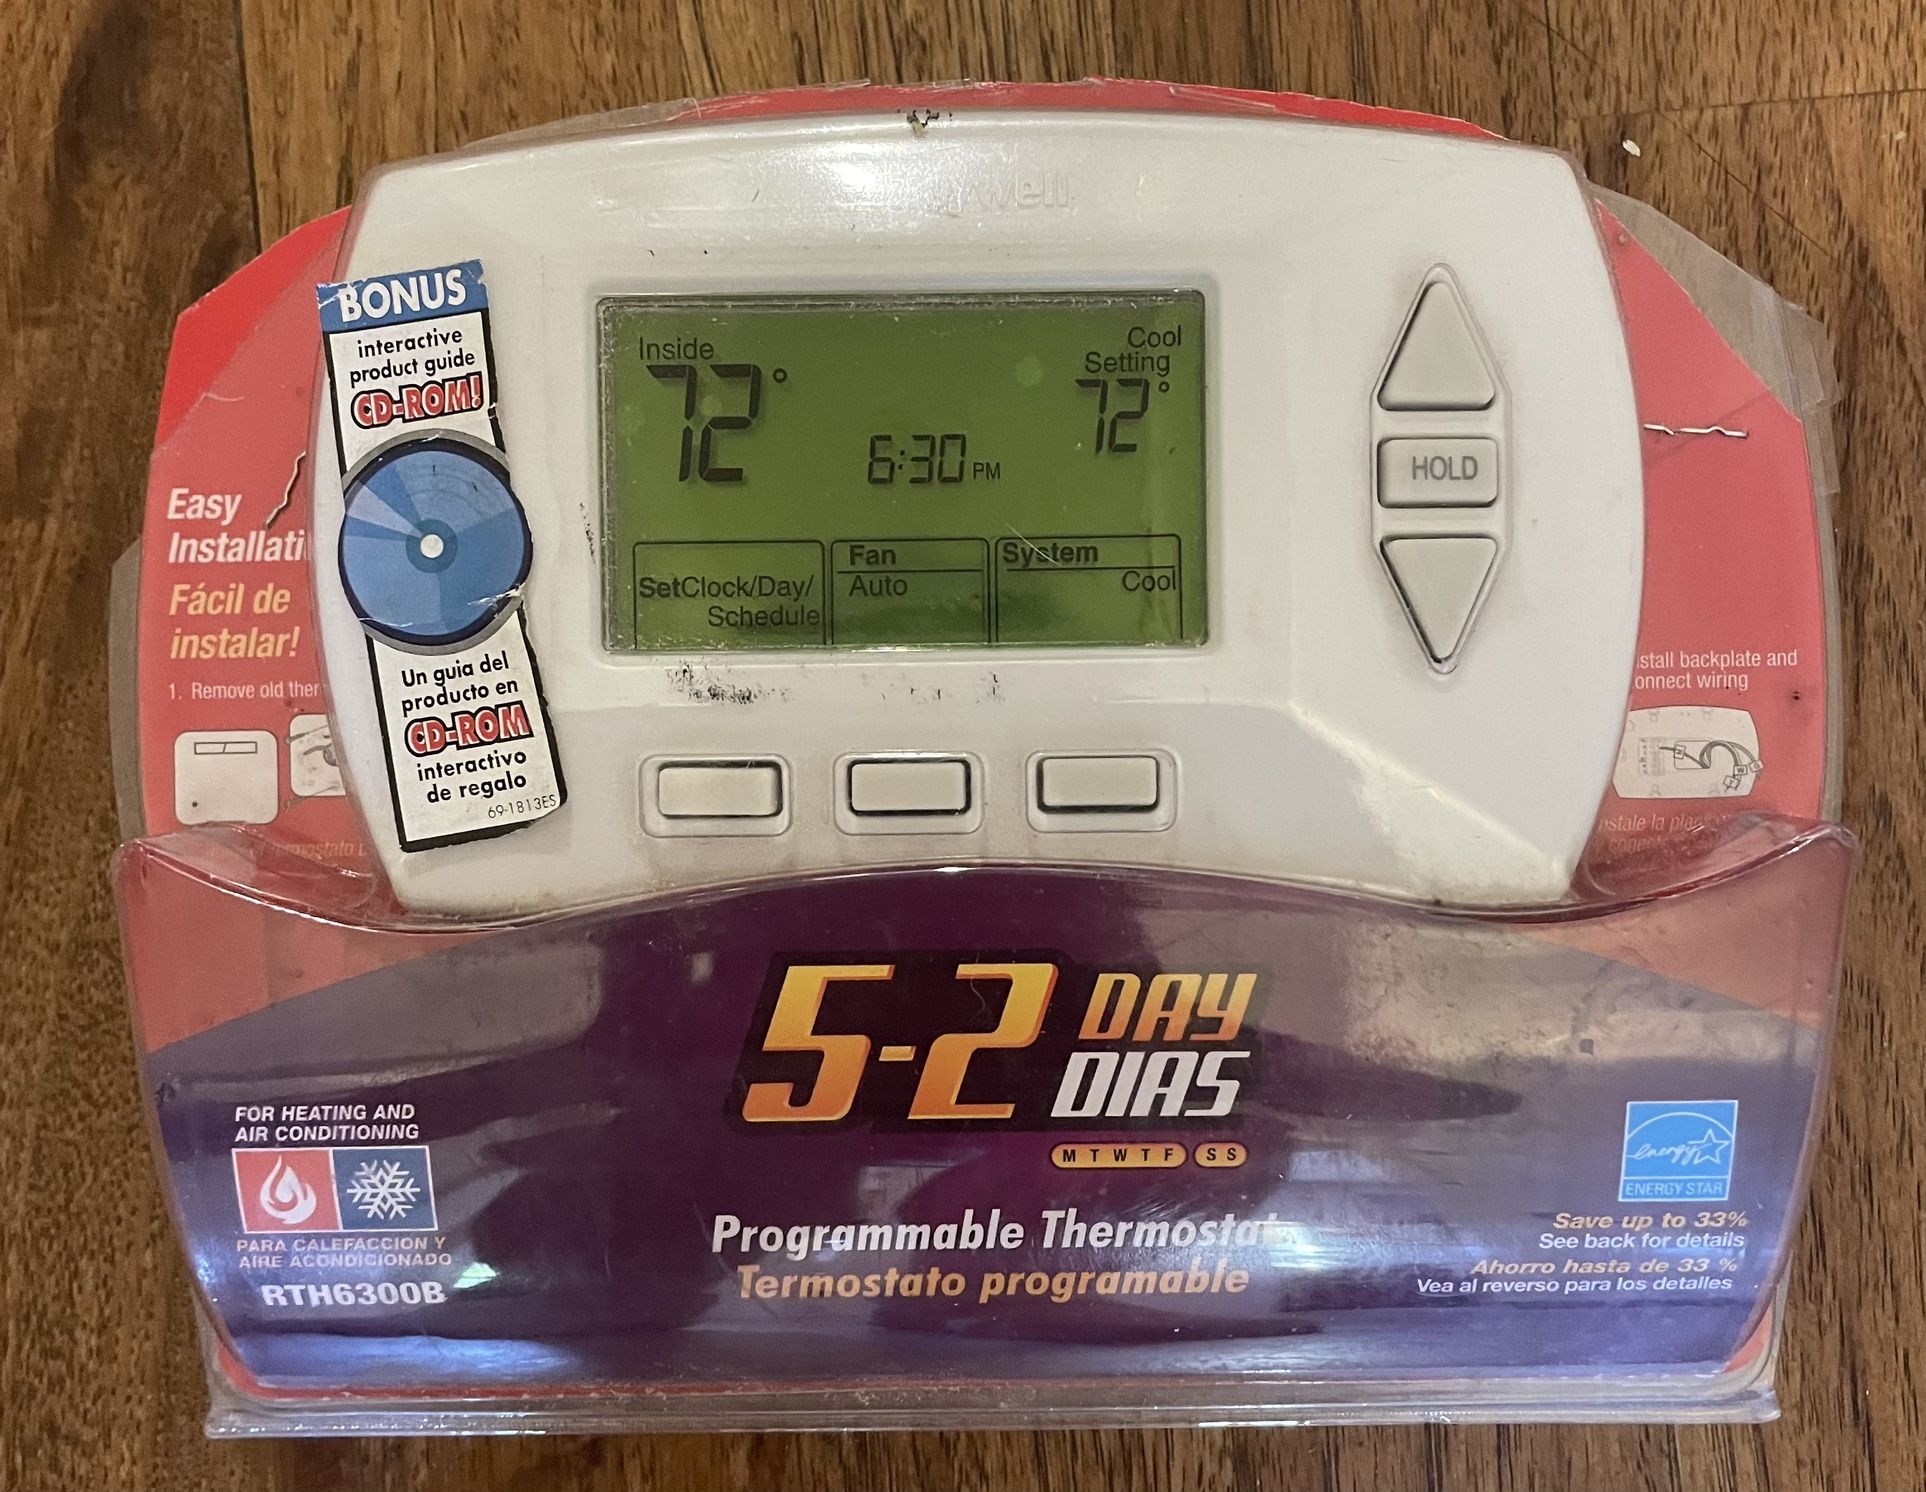 BONUS
interactive
product guide
CD-ROM!
Un guia del
producto en
CD-ROM
interactivo
de regalo
69-1813ES
Inside
72°
6:30 PM
Cool
Setting
72°
SetClock/Day/
Schedule
Fan
Auto
System
Cool
HOLD
Easy
Fácil de
instalar!
1. Remove old
backplate and
wiring
5-2 DAY
DIAS
M T W T F S S
Programmable Thermostat
Termostato programable
FOR HEATING AND
AIR CONDITIONING
PARA CALEFACCION Y
AIRE ACONDICIONADO
RTH6300B
energy
ENERGY STAR
Save up to 33%
See back for details
Ahorro hasta de 33 %
Vea al reverso para los detalles